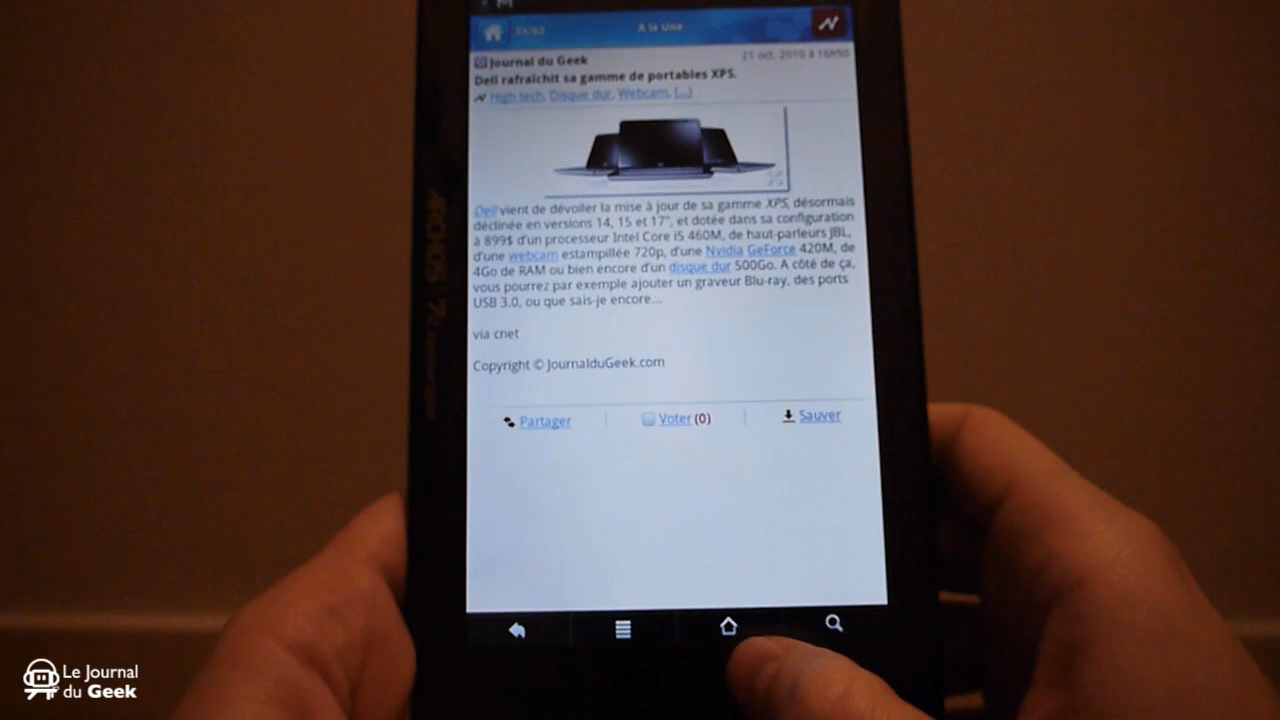 33/52
A la Une
Journal du Geek
21 oct. 2010 à 16h50
Dell rafraîchit sa gamme de portables XPS.
High tech, Disque dur, Webcam, (...)
Dell vient de dévoiler la mise à jour de sa gamme XPS, désormais
déclinée en versions 14, 15 et 17", et dotée dans sa configuration
à 899$ d'un processeur Intel Core i5 460M, de haut-parleurs JBL,
d'une webcam estampillée 720p, d'une Nvidia GeForce 420M, de
4Go de RAM ou bien encore d'un disque dur 500Go. A côté de ça,
vous pourrez par exemple ajouter un graveur Blu-ray, des ports
USB 3.0, ou que sais-je encore...
via cnet
Copyright © JournalduGeek.com
Partager
Voter (0)
Sauver
ARCHOS 7
Le Journal
du Geek